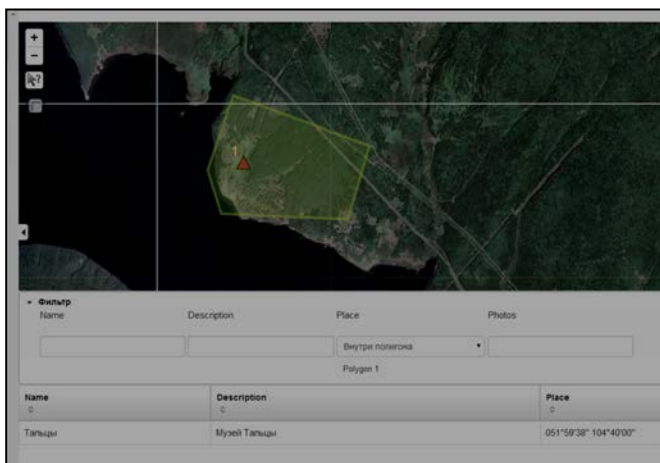 +
−
?
1
Фильтр
Name Description Place Photos
Внутри полигона
Polygon 1
Name Description Place
Тальцы Музей Тальцы 051°59'38" 104°40'00"